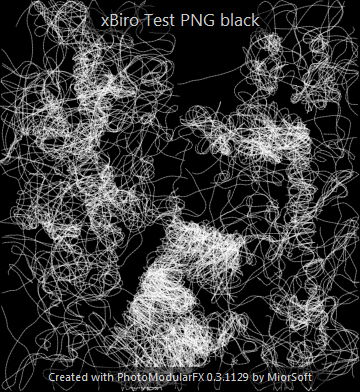 xBiro Test PNG black
Created with PhotoModularFX 0.3.1129 by MiorSoft